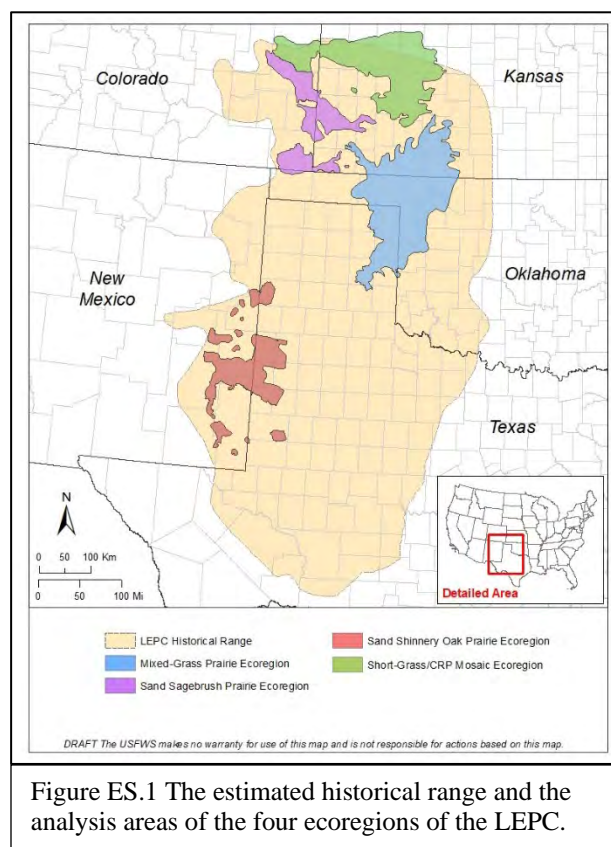 Colorado
Kansas
New
Mexico
Oklahoma
Texas
N
0 50 100 Km
0 50 100 Mi
Detailed Area
LEPC Historical Range
Mixed-Grass Prairie Ecoregion
Sand Sagebrush Prairie Ecoregion
Sand Shinnery Oak Prairie Ecoregion
Short-Grass/CRP Mosaic Ecoregion
DRAFT The USFWS makes no warranty for use of this map and is not responsible for actions based on this map.
Figure ES.1 The estimated historical range and the
analysis areas of the four ecoregions of the LEPC.